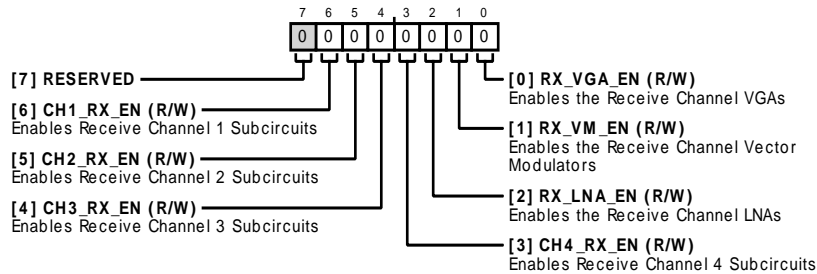 7 6 5 4 3 2 1 0
0 0 0 0 0 0 0 0
[7] RESERVED
[6] CH1_RX_EN (R/W)
Enables Receive Channel 1 Subcircuits
[5] CH2_RX_EN (R/W)
Enables Receive Channel 2 Subcircuits
[4] CH3_RX_EN (R/W)
Enables Receive Channel 3 Subcircuits
[0] RX_VGA_EN (R/W)
Enables the Receive Channel VGAs
[1] RX_VM_EN (R/W)
Enables the Receive Channel Vector
Modulators
[2] RX_LNA_EN (R/W)
Enables the Receive Channel LNAs
[3] CH4_RX_EN (R/W)
Enables Receive Channel 4 Subcircuits